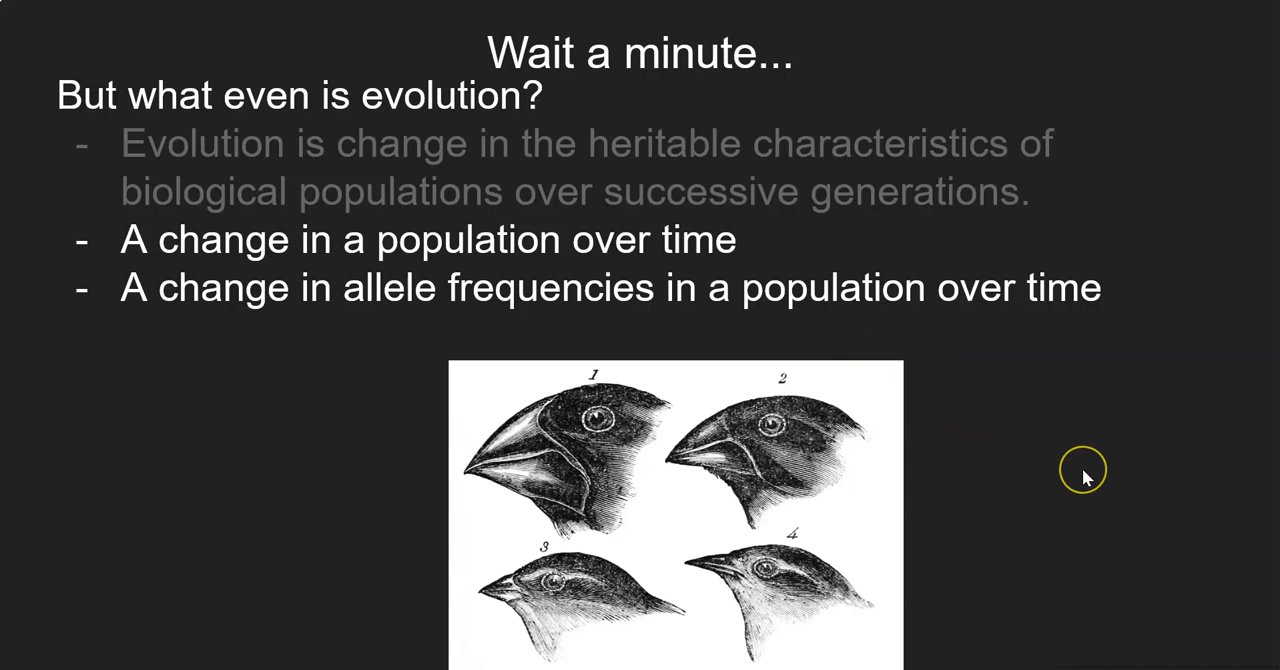 Wait a minute...
But what even is evolution?
- Evolution is change in the heritable characteristics of
biological populations over successive generations.
- A change in a population over time
- A change in allele frequencies in a population over time
1
2
3
4